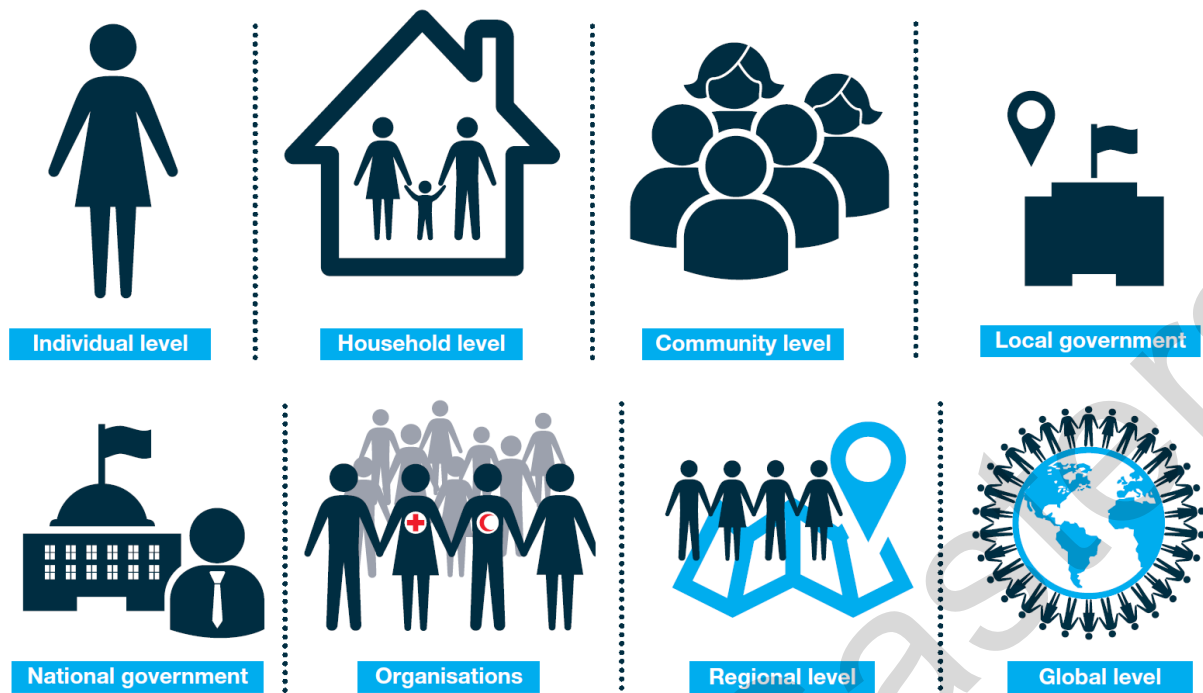 Individual level
Household level
Community level
Local government
National government
Organisations
Regional level
Global level